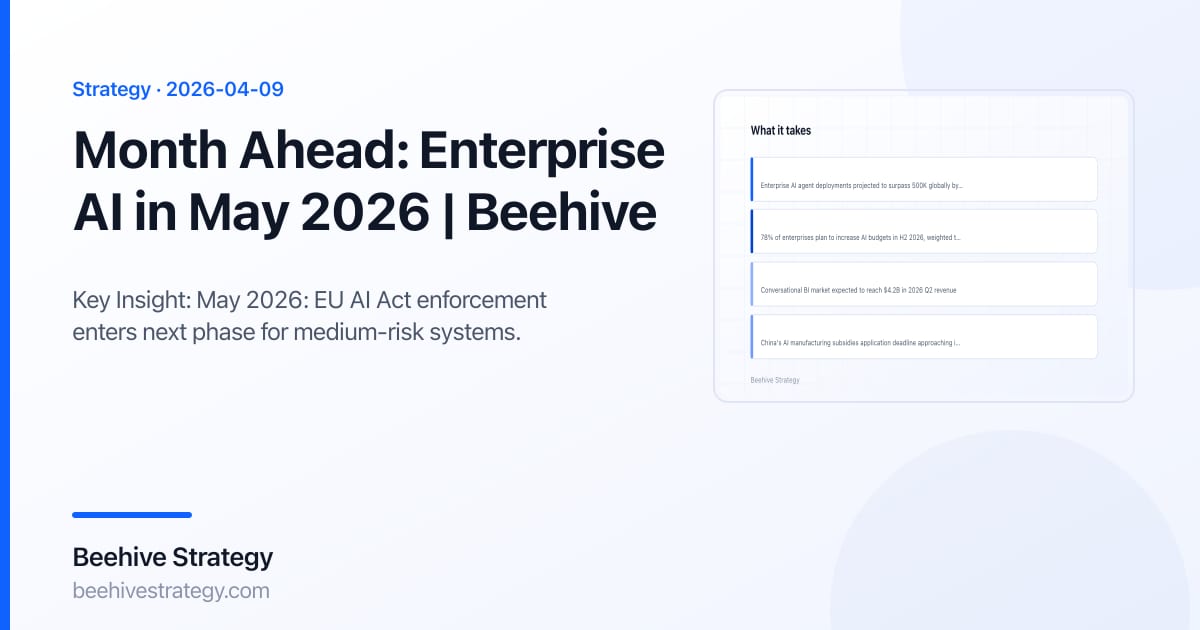 Strategy · 2026-04-09
Month Ahead: Enterprise
AI in May 2026 | Beehive
Key Insight: May 2026: EU AI Act enforcement
enters next phase for medium-risk systems.
Beehive Strategy
beehivestrategy.com
What it takes
Enterprise AI agent deployments projected to surpass 500K globally by...
78% of enterprises plan to increase AI budgets in H2 2026, weighted t...
Conversational BI market expected to reach $4.2B in 2026 Q2 revenue
China's AI manufacturing subsidies application deadline approaching i...
Beehive Strategy